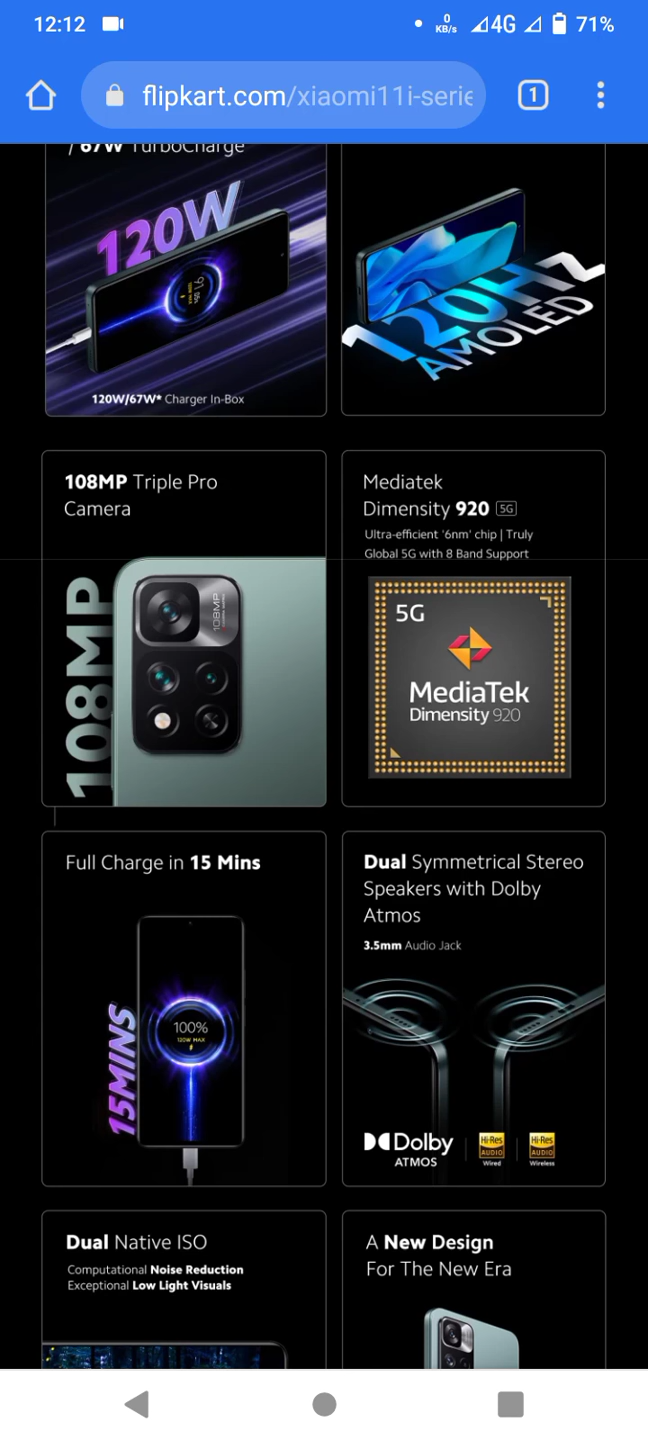 12:12
0
KB/s
4G
71%
flipkart.com/xiaomi11i-serie
1
/ 67W TurboCharge
120W
120W/67W* Charger In-Box
120Hz
AMOLED
108MP Triple Pro
Camera
108MP
108MP
Mediatek
Dimensity 920 5G
Ultra-efficient '6nm' chip | Truly
Global 5G with 8 Band Support
5G
MediaTek
Dimensity 920
Full Charge in 15 Mins
15MINS
100%
120W MAX
Dual Symmetrical Stereo
Speakers with Dolby
Atmos
3.5mm Audio Jack
Dolby
ATMOS
Hi-Res
AUDIO
Wired
Hi-Res
AUDIO
Wireless
Dual Native ISO
Computational Noise Reduction
Exceptional Low Light Visuals
A New Design
For The New Era